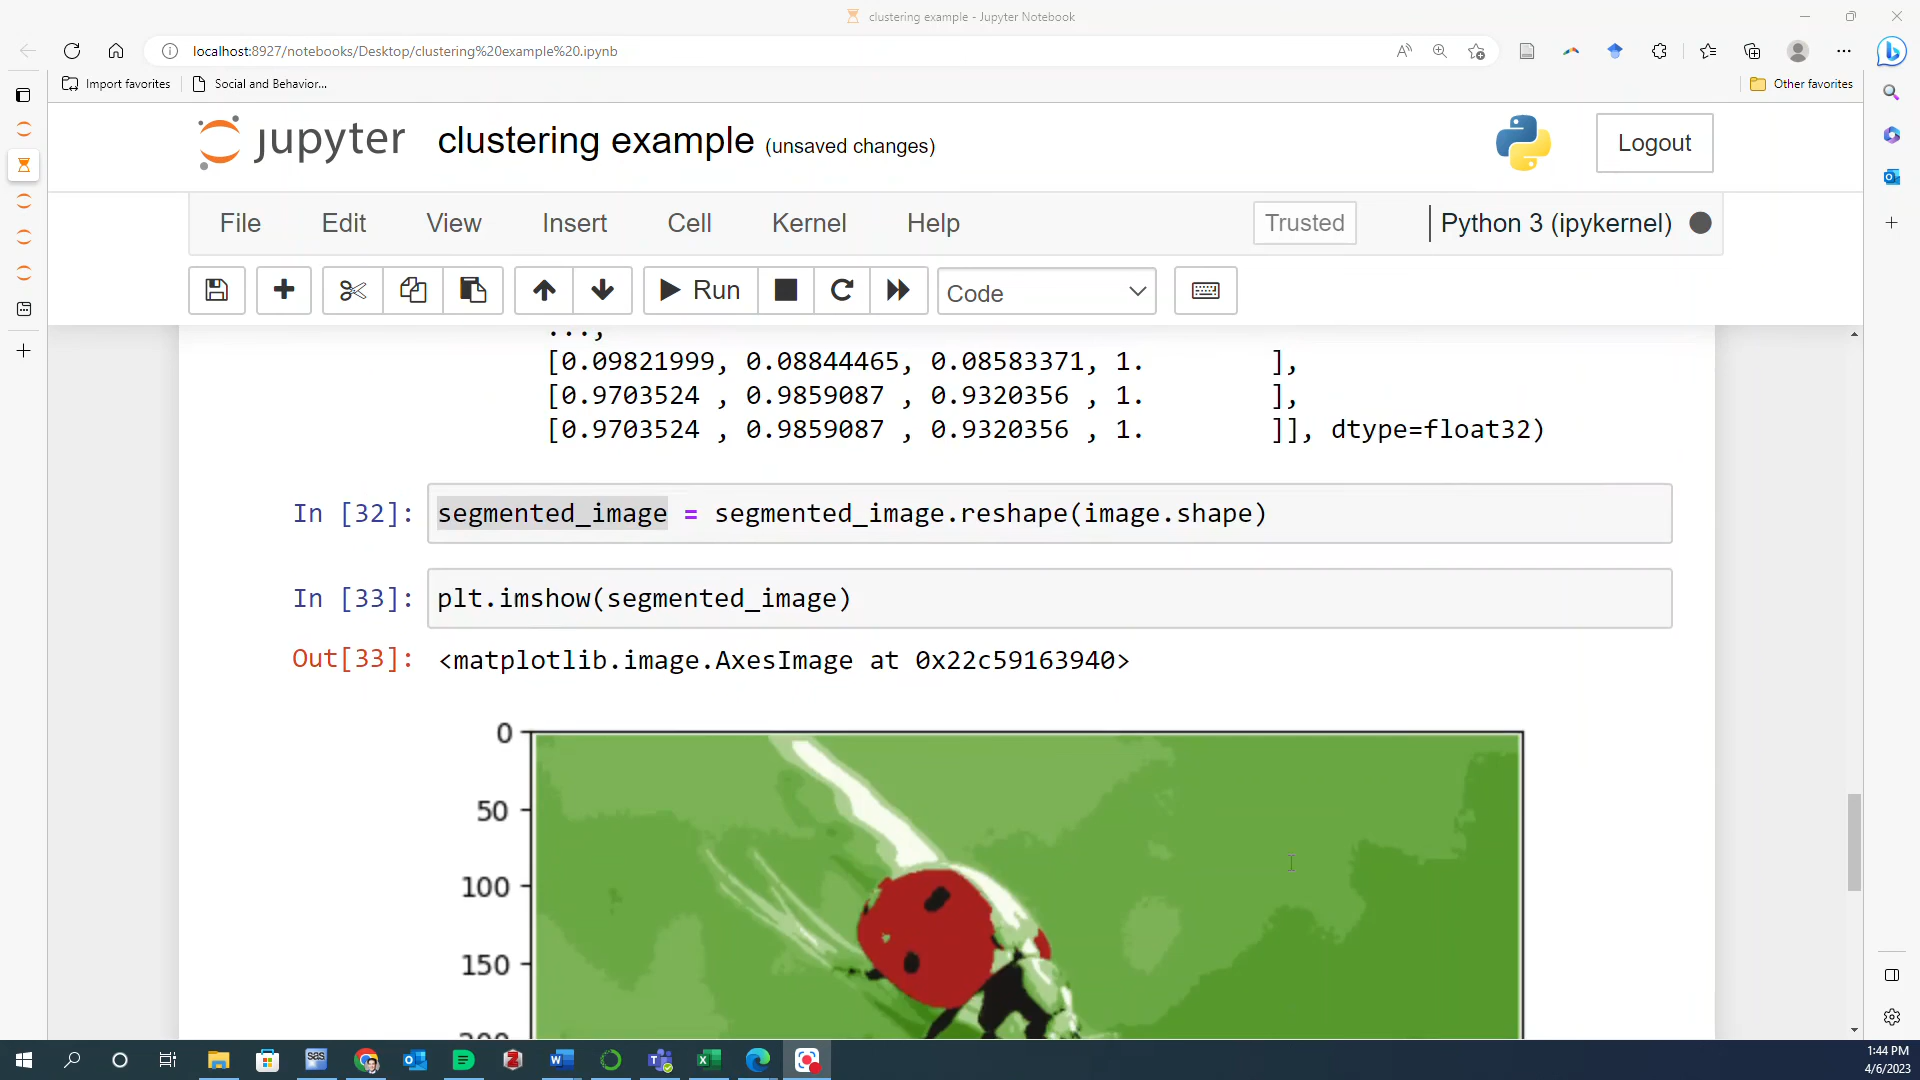 clustering example - Jupyter Notebook
localhost:8927/notebooks/Desktop/clustering%20example%20.ipynb
Import favorites
Social and Behavior...
Other favorites
jupyter clustering example (unsaved changes)
Logout
File Edit View Insert Cell Kernel Help
Trusted
Python 3 (ipykernel)
Run
Code
...,
[0.09821999, 0.08844465, 0.08583371, 1.        ],
[0.9703524 , 0.9859087 , 0.9320356 , 1.        ],
[0.9703524 , 0.9859087 , 0.9320356 , 1.        ]], dtype=float32)
In [32]: segmented_image = segmented_image.reshape(image.shape)
In [33]: plt.imshow(segmented_image)
Out[33]: <matplotlib.image.AxesImage at 0x22c59163940>
0
50
100
150
200
sas
1:44 PM
4/6/2023